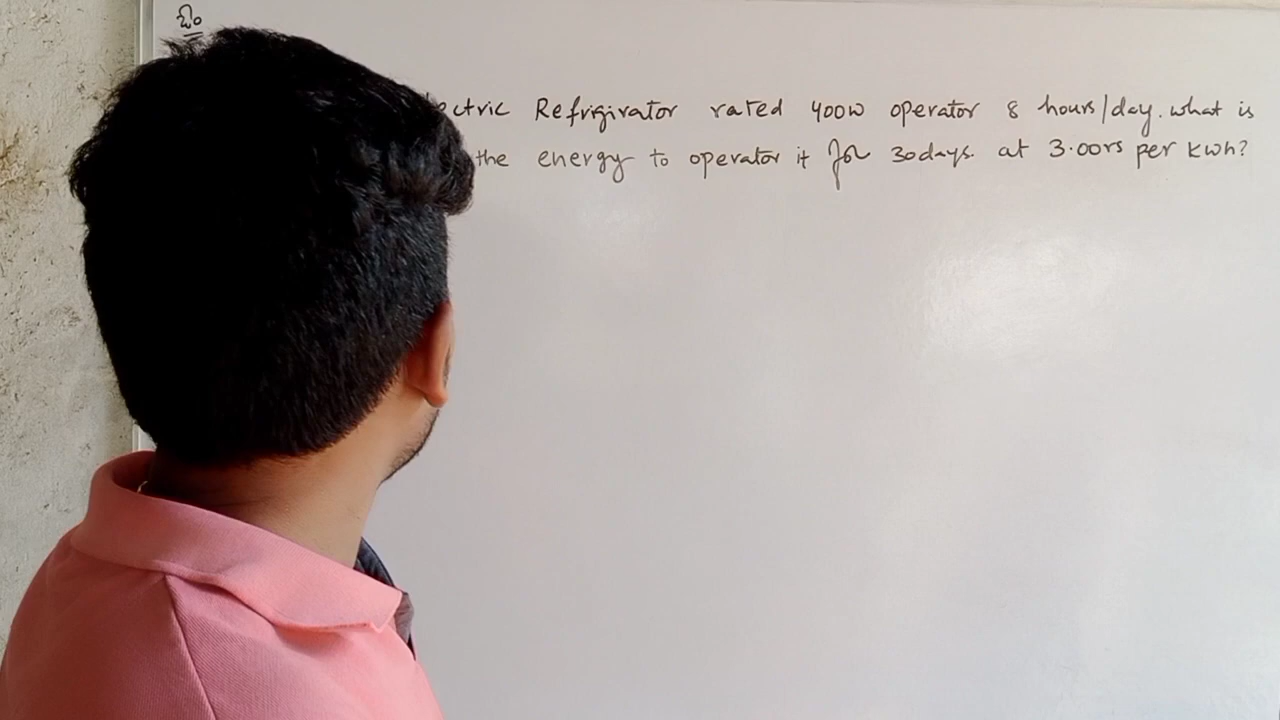 ectric Refrigirator rated 400W operator 8 hours/day. what is
the energy to operator it for 30days. at 3.00rs per kwh?